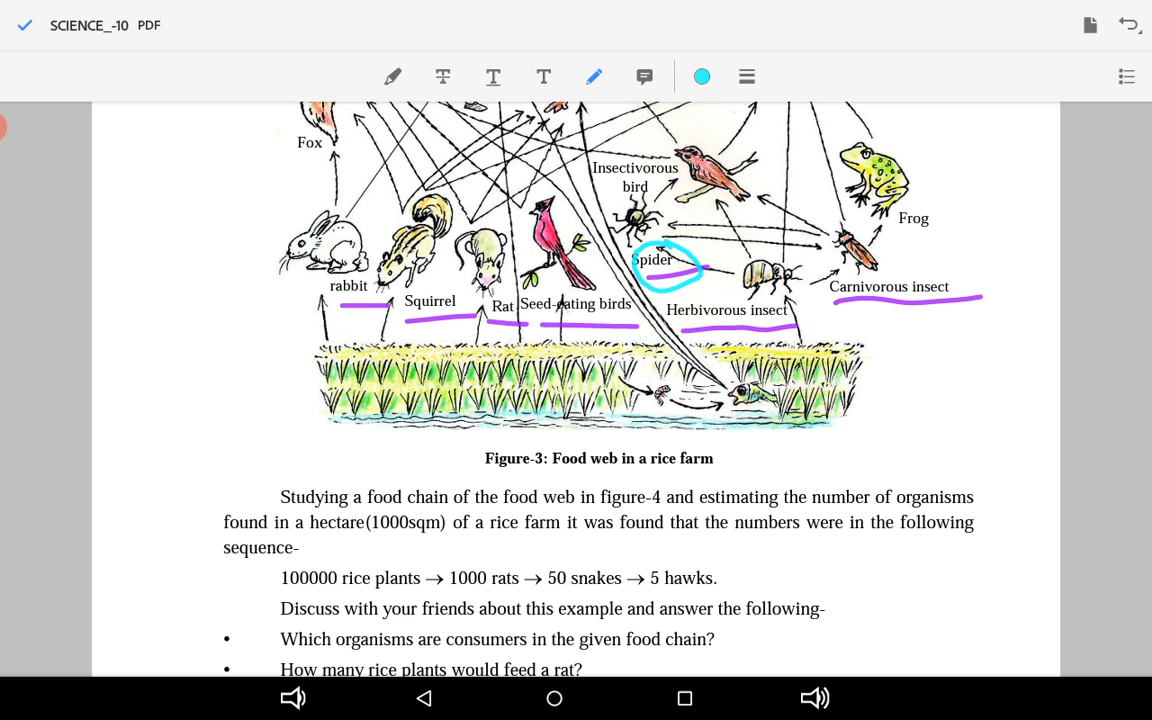 SCIENCE_-10 PDF
Fox
Insectivorous
bird
Frog
Spider
rabbit
Squirrel
Rat
Seed-eating birds
Herbivorous insect
Carnivorous insect
Figure-3: Food web in a rice farm
Studying a food chain of the food web in figure-4 and estimating the number of organisms
found in a hectare(1000sqm) of a rice farm it was found that the numbers were in the following
sequence-
100000 rice plants → 1000 rats → 50 snakes → 5 hawks.
Discuss with your friends about this example and answer the following-
• Which organisms are consumers in the given food chain?
• How many rice plants would feed a rat?